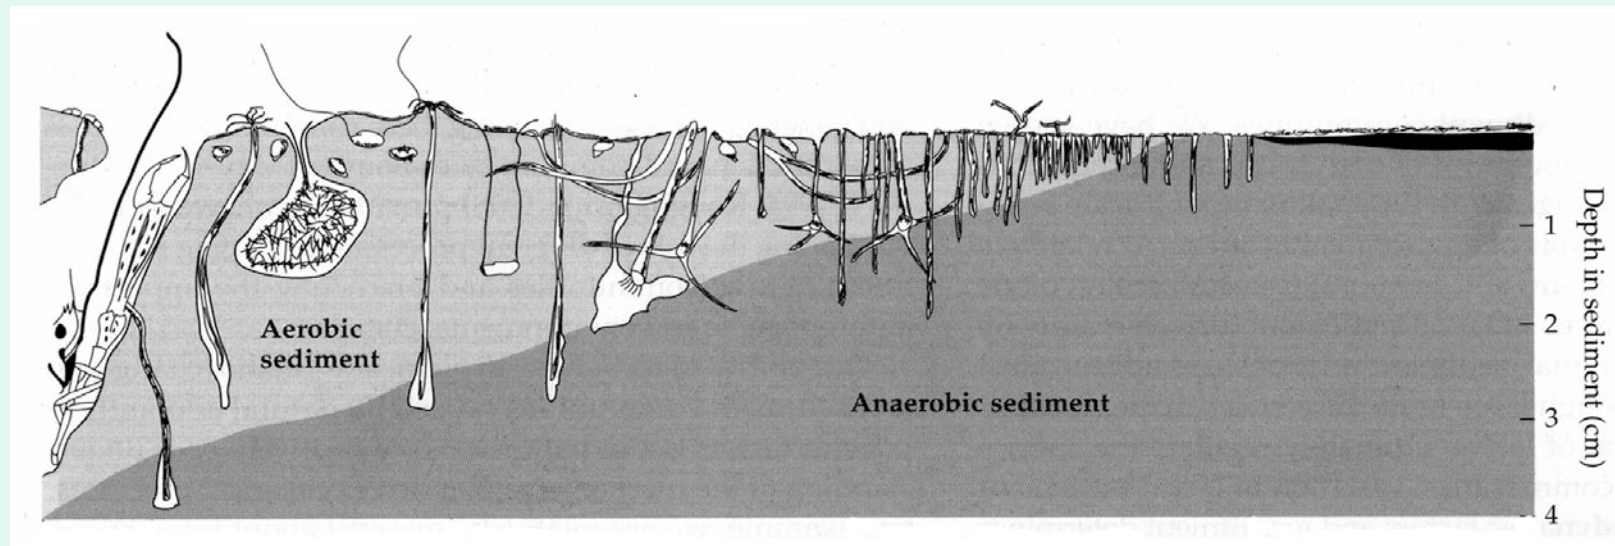 Aerobic
sediment
Anaerobic sediment
1
2
3
4
Depth in sediment (cm)